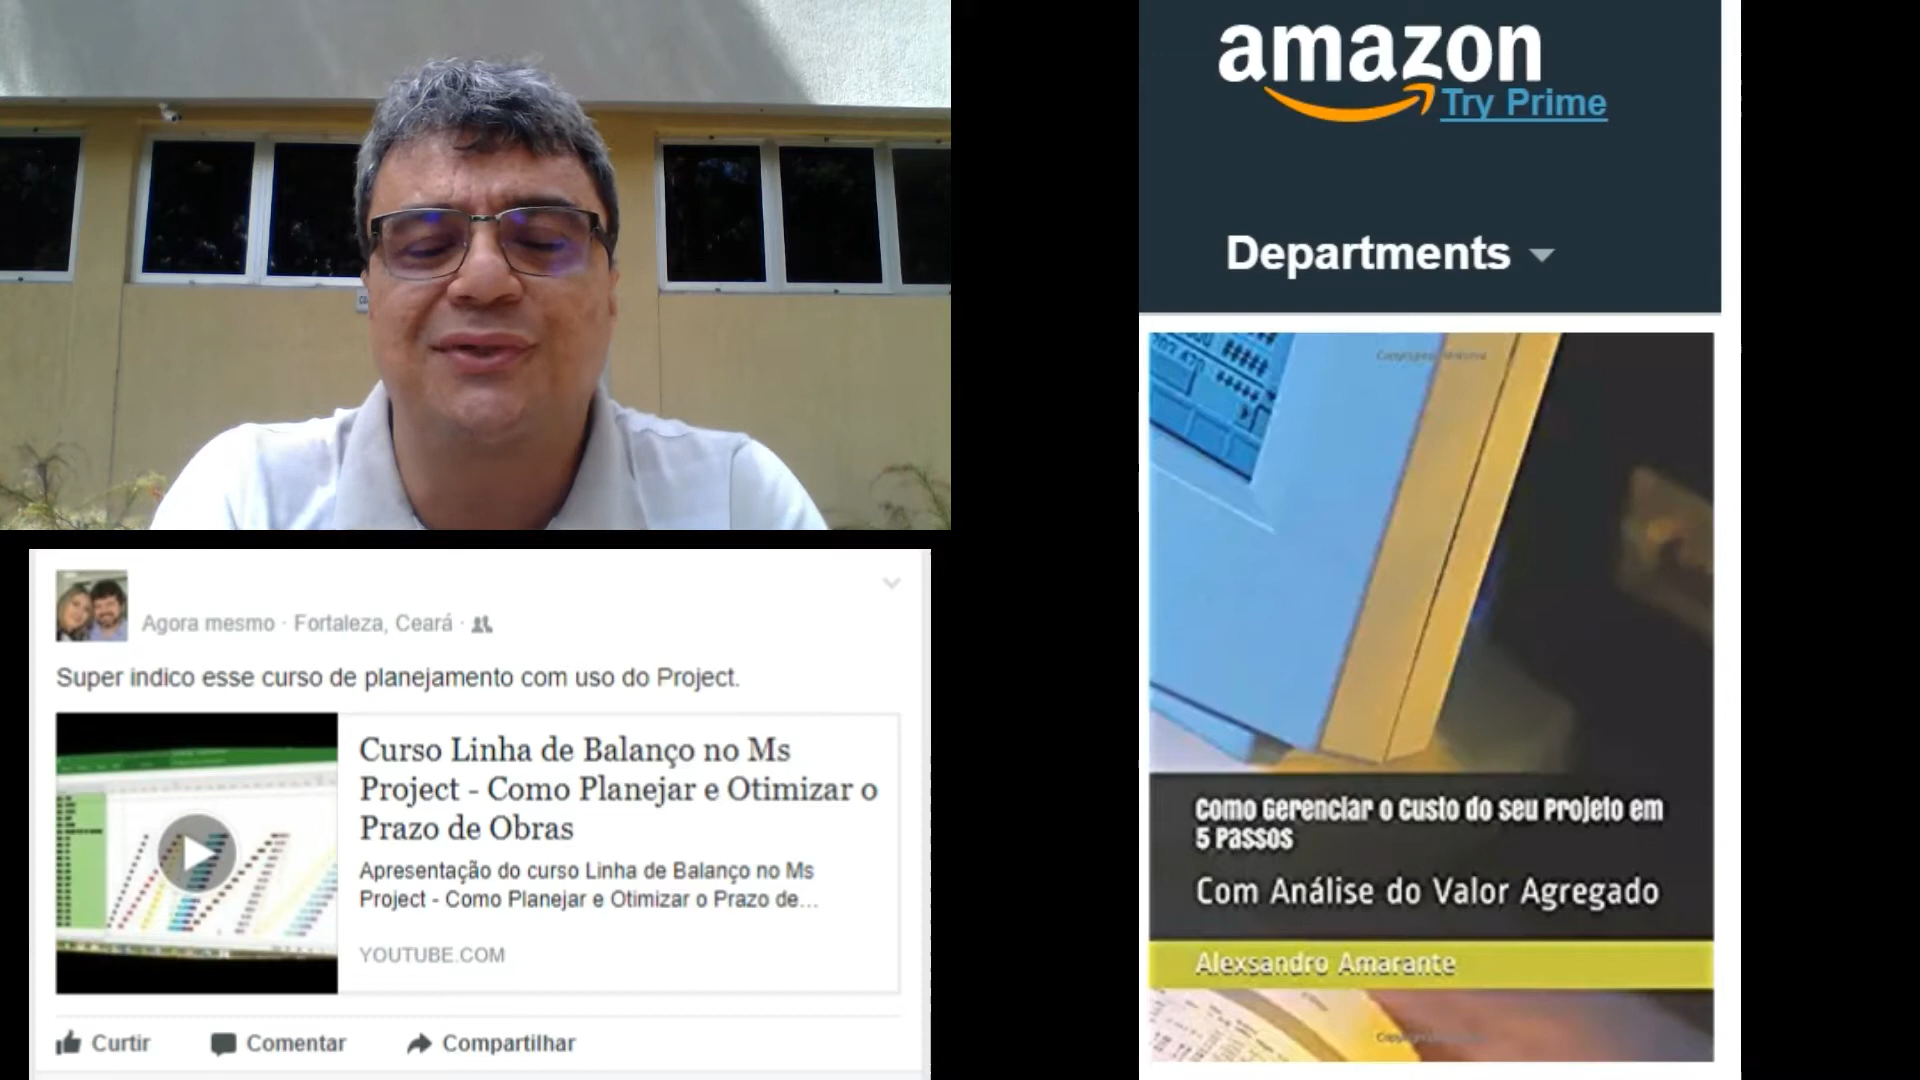 amazon
Try Prime
Departments
Como Gerenciar o Custo do seu Projeto em
5 Passos
Com Análise do Valor Agregado
Alexsandro Amarante
Agora mesmo · Fortaleza, Ceará ·
Super indico esse curso de planejamento com uso do Project.
Curso Linha de Balanço no Ms
Project - Como Planejar e Otimizar o
Prazo de Obras
Apresentação do curso Linha de Balanço no Ms
Project - Como Planejar e Otimizar o Prazo de...
YOUTUBE.COM
Curtir
Comentar
Compartilhar